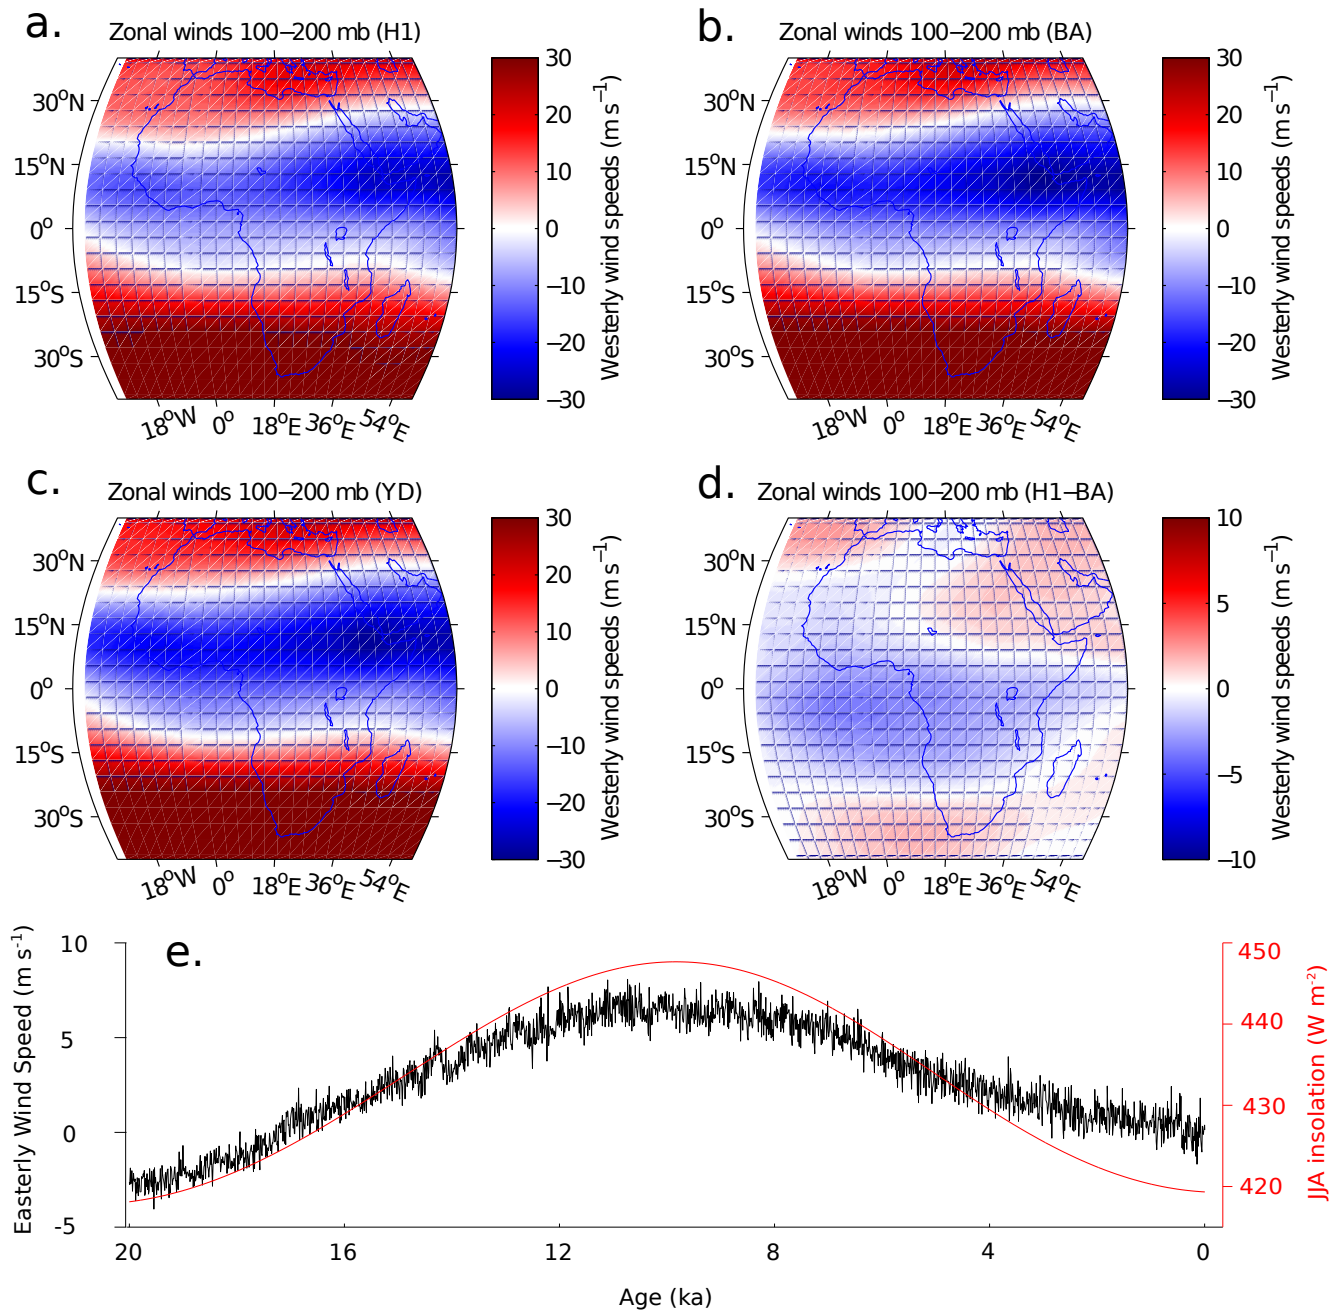 a.
Zonal winds 100–200 mb (H1)
30°N
15°N
0°
15°S
30°S
18°W 0° 18°E 36°E 54°E
30
20
10
0
−10
−20
−30
Westerly wind speeds (m s⁻¹)
b.
Zonal winds 100–200 mb (BA)
30°N
15°N
0°
15°S
30°S
18°W 0° 18°E 36°E 54°E
30
20
10
0
−10
−20
−30
Westerly wind speeds (m s⁻¹)
c.
Zonal winds 100–200 mb (YD)
30°N
15°N
0°
15°S
30°S
18°W 0° 18°E 36°E 54°E
30
20
10
0
−10
−20
−30
Westerly wind speeds (m s⁻¹)
d.
Zonal winds 100–200 mb (H1−BA)
30°N
15°N
0°
15°S
30°S
18°W 0° 18°E 36°E 54°E
10
5
0
−5
−10
Westerly wind speeds (m s⁻¹)
e.
Easterly Wind Speed (m s⁻¹)
10
5
0
-5
450
440
430
420
JJA insolation (W m⁻²)
20 16 12 8 4 0
Age (ka)